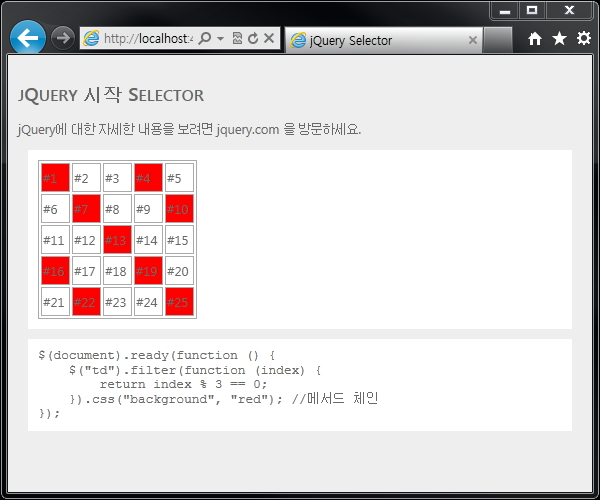 http://localhost:4
jQuery Selector
jQuery 시작 Selector
jQuery에 대한 자세한 내용을 보려면 jquery.com 을 방문하세요.
#1 #2 #3 #4 #5
#6 #7 #8 #9 #10
#11 #12 #13 #14 #15
#16 #17 #18 #19 #20
#21 #22 #23 #24 #25
$(document).ready(function () {
    $("td").filter(function (index) {
        return index % 3 == 0;
    }).css("background", "red"); //메서드 체인
});